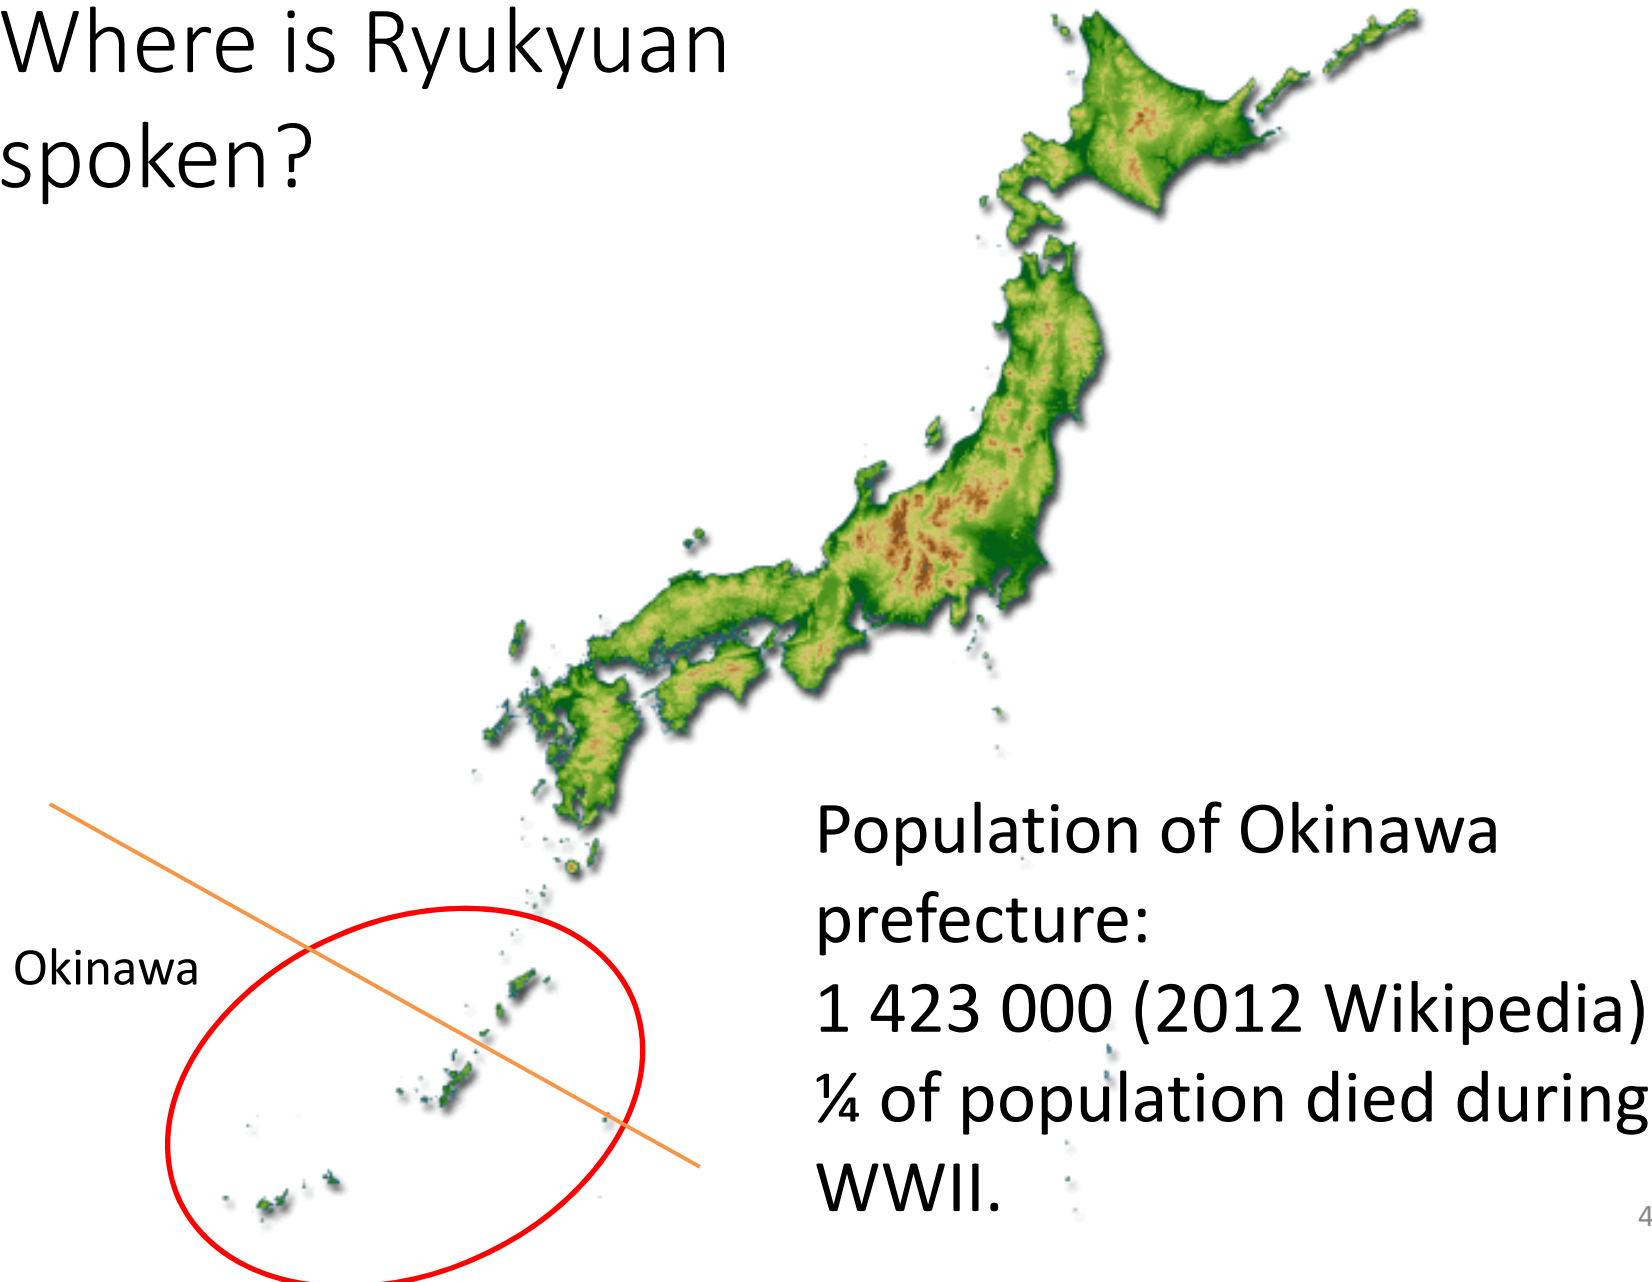 Where is Ryukyuan
spoken?
Okinawa
Population of Okinawa
prefecture:
1 423 000 (2012 Wikipedia)
¼ of population died during
WWII.
4